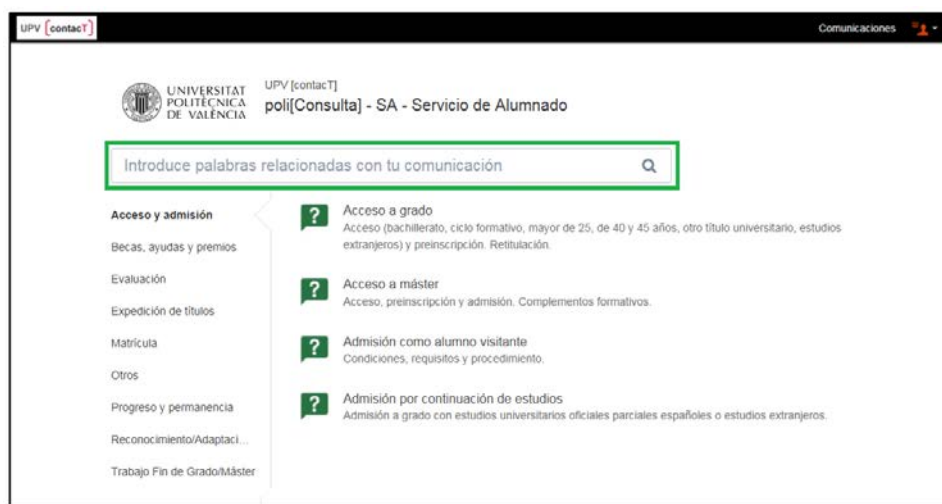 UPV [contacT]
Comunicaciones
UNIVERSITAT
POLITÈCNICA
DE VALÈNCIA
UPV [contacT]
poli[Consulta] - SA - Servicio de Alumnado
Introduce palabras relacionadas con tu comunicación
Acceso y admisión
Becas, ayudas y premios
Evaluación
Expedición de títulos
Matrícula
Otros
Progreso y permanencia
Reconocimiento/Adaptaci...
Trabajo Fin de Grado/Máster
Acceso a grado
Acceso (bachillerato, ciclo formativo, mayor de 25, de 40 y 45 años, otro título universitario, estudios
extranjeros) y preinscripción. Retitulación.
Acceso a máster
Acceso, preinscripción y admisión. Complementos formativos.
Admisión como alumno visitante
Condiciones, requisitos y procedimiento.
Admisión por continuación de estudios
Admisión a grado con estudios universitarios oficiales parciales españoles o estudios extranjeros.